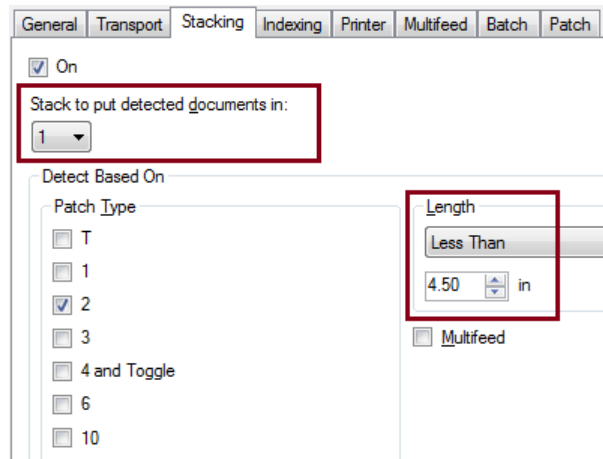 General Transport Stacking Indexing Printer Multifeed Batch Patch
On
Stack to put detected documents in:
1
Detect Based On
Patch Type
T
1
2
3
4 and Toggle
6
10
Length
Less Than
4.50 in
Multifeed